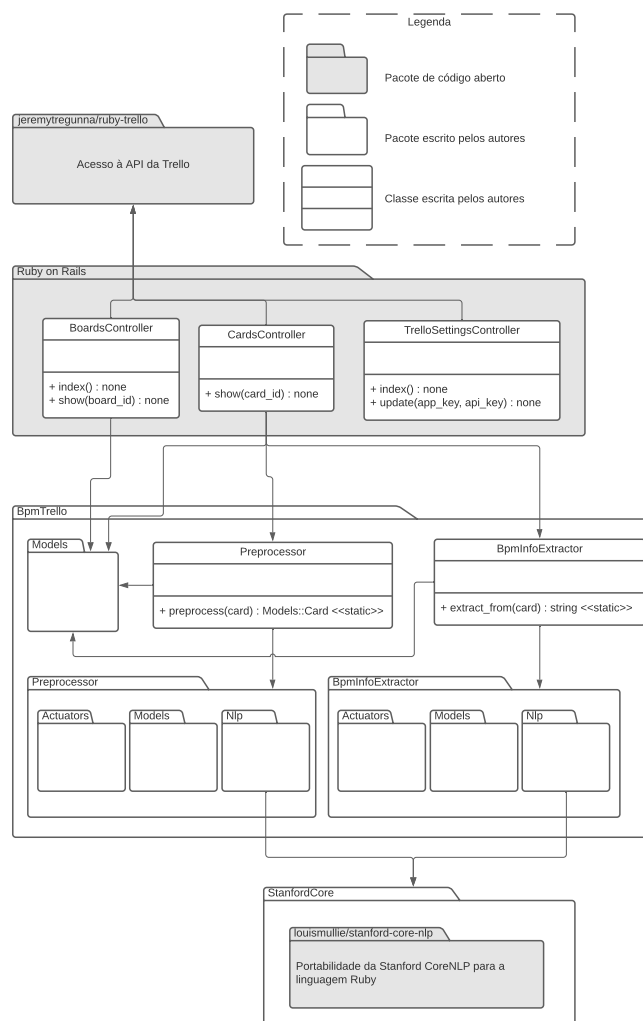 Legenda
Pacote de código aberto
Pacote escrito pelos autores
Classe escrita pelos autores
jeremytregunna/ruby-trello
Acesso à API da Trello
Ruby on Rails
BoardsController
+ index() : none
+ show(board_id) : none
CardsController
+ show(card_id) : none
TrelloSettingsController
+ index() : none
+ update(app_key, api_key) : none
BpmTrello
Models
Preprocessor
+ preprocess(card) : Models::Card <<static>>
BpmInfoExtractor
+ extract_from(card) : string <<static>>
Preprocessor
Actuators
Models
Nlp
BpmInfoExtractor
Actuators
Models
Nlp
StanfordCore
louismullie/stanford-core-nlp
Portabilidade da Stanford CoreNLP para a
linguagem Ruby